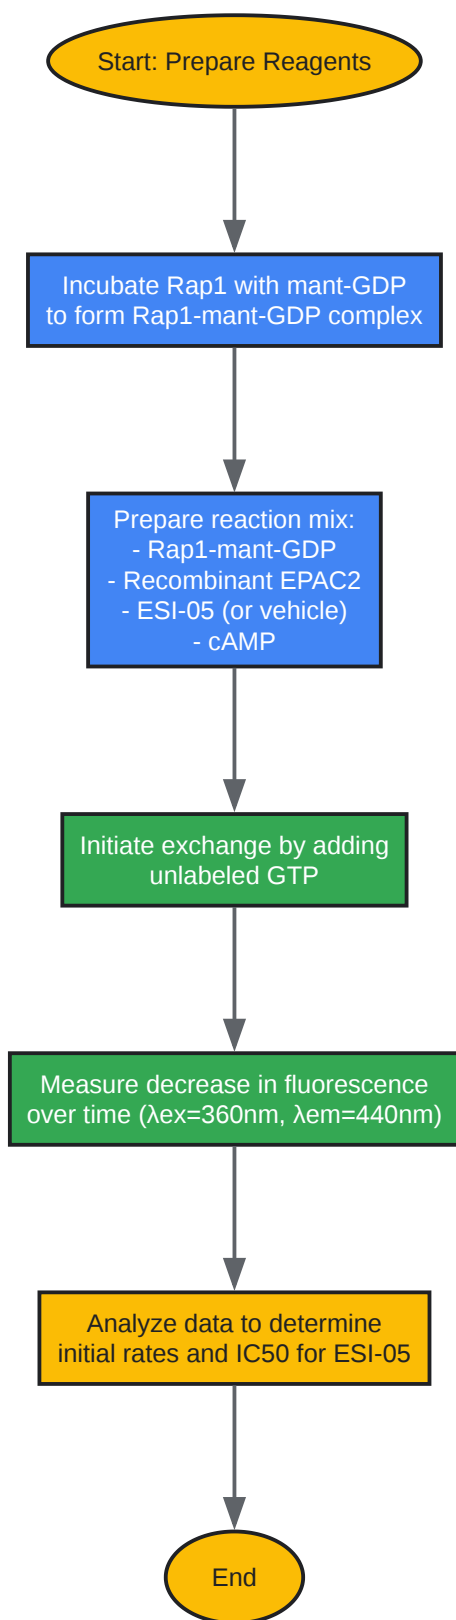 Start: Prepare Reagents
Incubate Rap1 with mant-GDP
to form Rap1-mant-GDP complex
Prepare reaction mix:
- Rap1-mant-GDP
- Recombinant EPAC2
- ESI-05 (or vehicle)
- cAMP
Initiate exchange by adding
unlabeled GTP
Measure decrease in fluorescence
over time (λex=360nm, λem=440nm)
Analyze data to determine
initial rates and IC50 for ESI-05
End